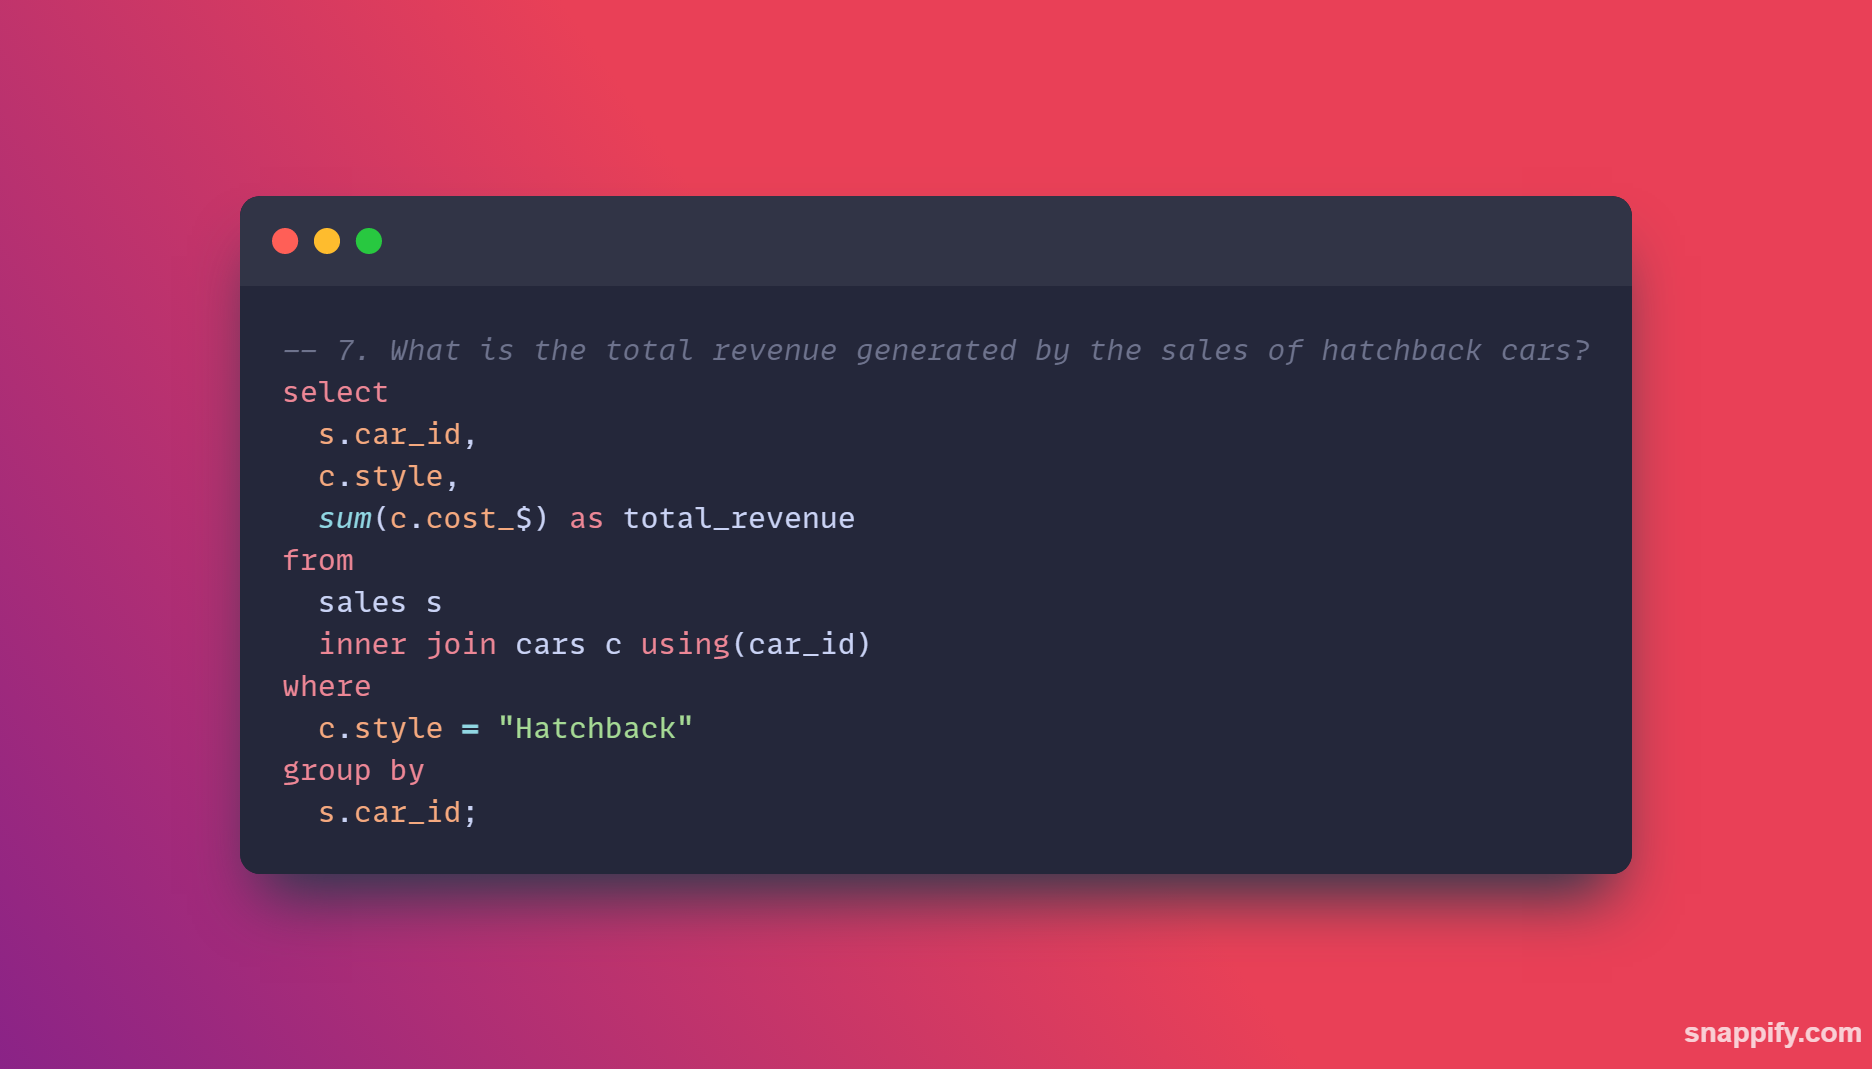 -- 7. What is the total revenue generated by the sales of hatchback cars?
select
  s.car_id,
  c.style,
  sum(c.cost_$) as total_revenue
from
  sales s
  inner join cars c using(car_id)
where
  c.style = "Hatchback"
group by
  s.car_id;
snappify.com